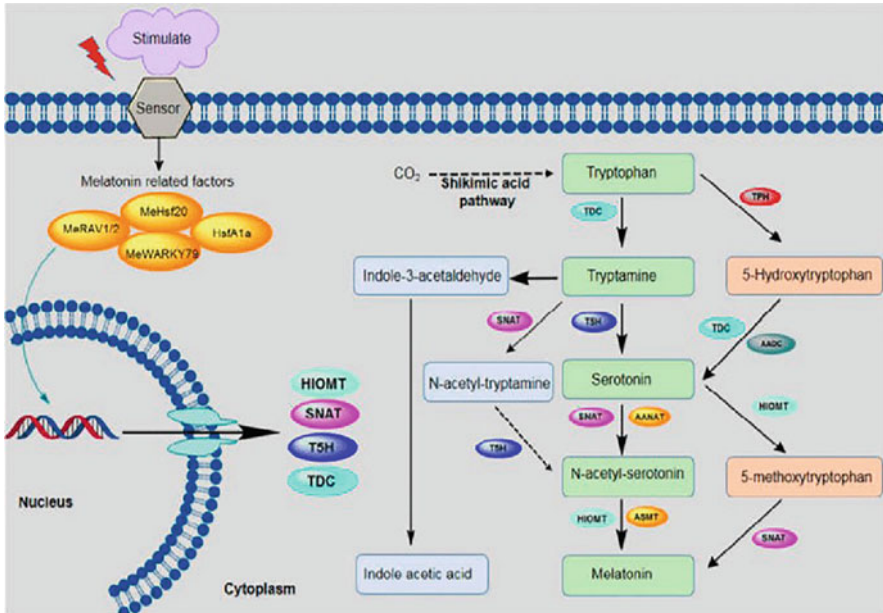 Stimulate
Sensor
Melatonin related factors
MeHsf20
MeRAV1/2
HsfA1a
MeWARKY79
HIOMT
SNAT
T5H
TDC
Nucleus
Cytoplasm
CO2
Shikimic acid
pathway
Tryptophan
TDC
TPH
Indole-3-acetaldehyde
Tryptamine
5-Hydroxytryptophan
SNAT
T5H
TDC
AADC
N-acetyl-tryptamine
Serotonin
SNAT
AANAT
HIOMT
T5H
N-acetyl-serotonin
5-methoxytryptophan
HIOMT
ASMT
SNAT
Indole acetic acid
Melatonin